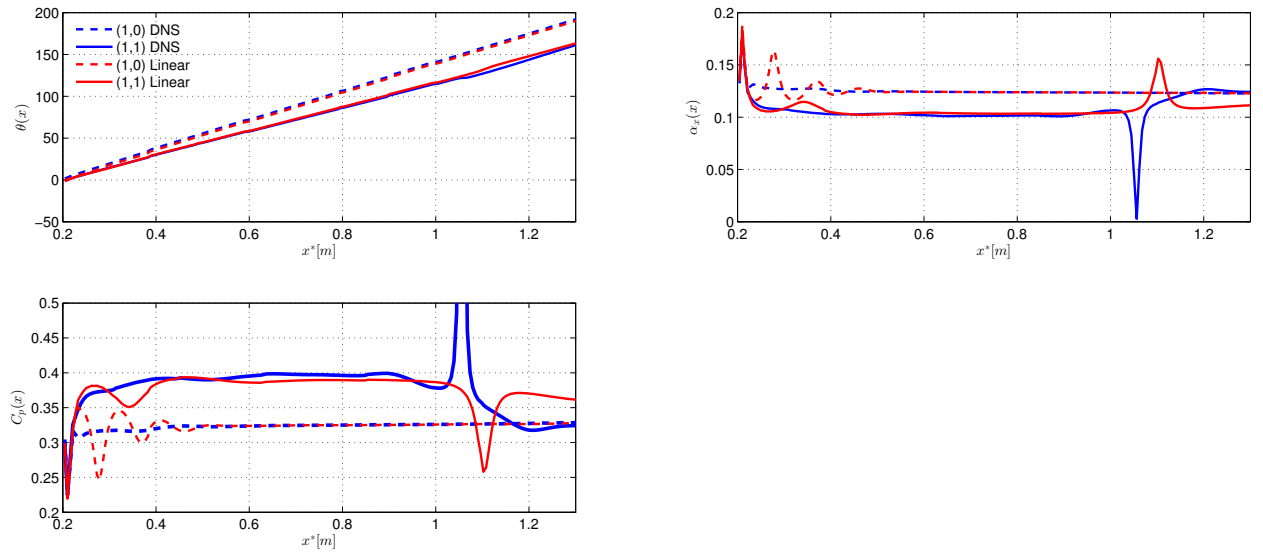 200
150
100
50
0
−50
θ(x)
(1,0) DNS
(1,1) DNS
(1,0) Linear
(1,1) Linear
0.2 0.4 0.6 0.8 1 1.2
x*[m]
0.2
0.15
0.1
0.05
0
αx(x)
0.2 0.4 0.6 0.8 1 1.2
x*[m]
0.5
0.45
0.4
0.35
0.3
0.25
0.2
Cp(x)
0.2 0.4 0.6 0.8 1 1.2
x*[m]